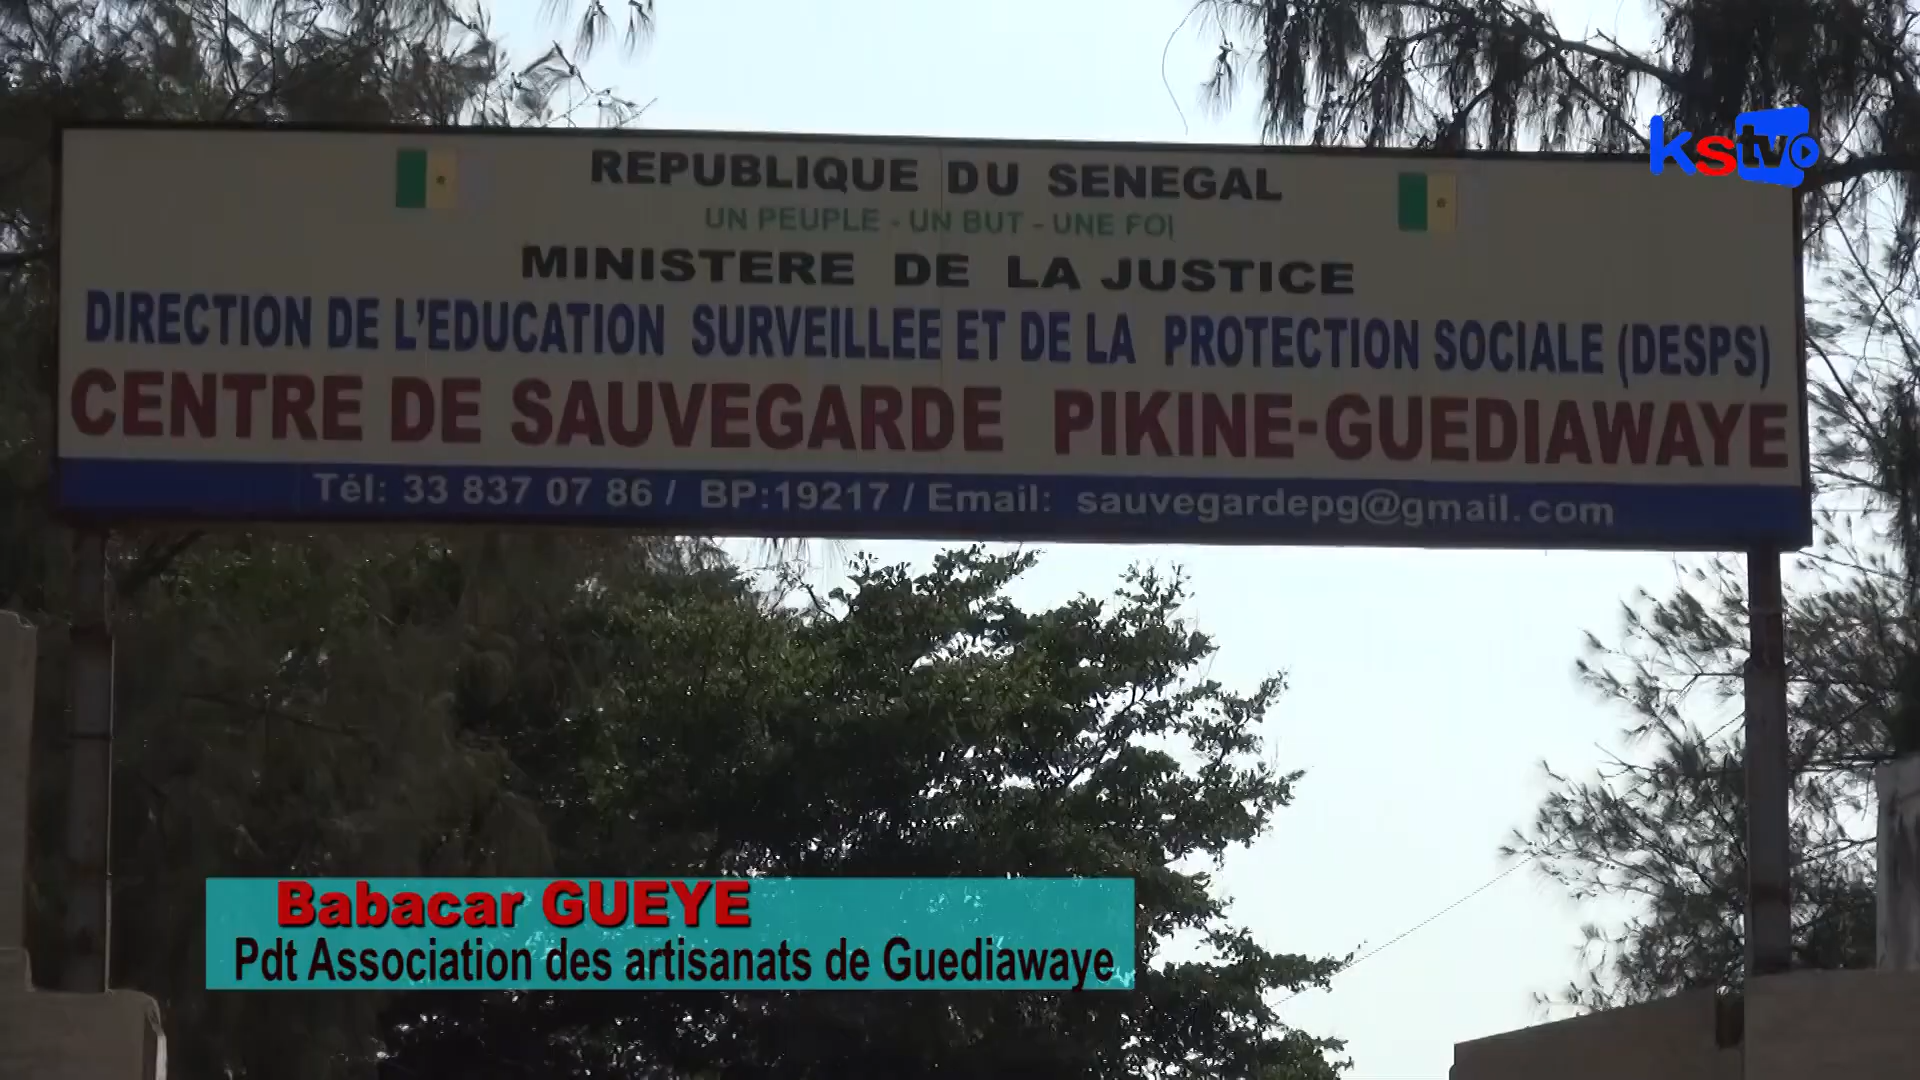 kstv
REPUBLIQUE DU SENEGAL
UN PEUPLE - UN BUT - UNE FOI
MINISTERE DE LA JUSTICE
DIRECTION DE L'EDUCATION SURVEILLEE ET DE LA PROTECTION SOCIALE (DESPS)
CENTRE DE SAUVEGARDE PIKINE-GUEDIAWAYE
Tél: 33 837 07 86 / BP:19217 / Email: sauvegardepg@gmail.com
Babacar GUEYE
Pdt Association des artisanats de Guediawaye